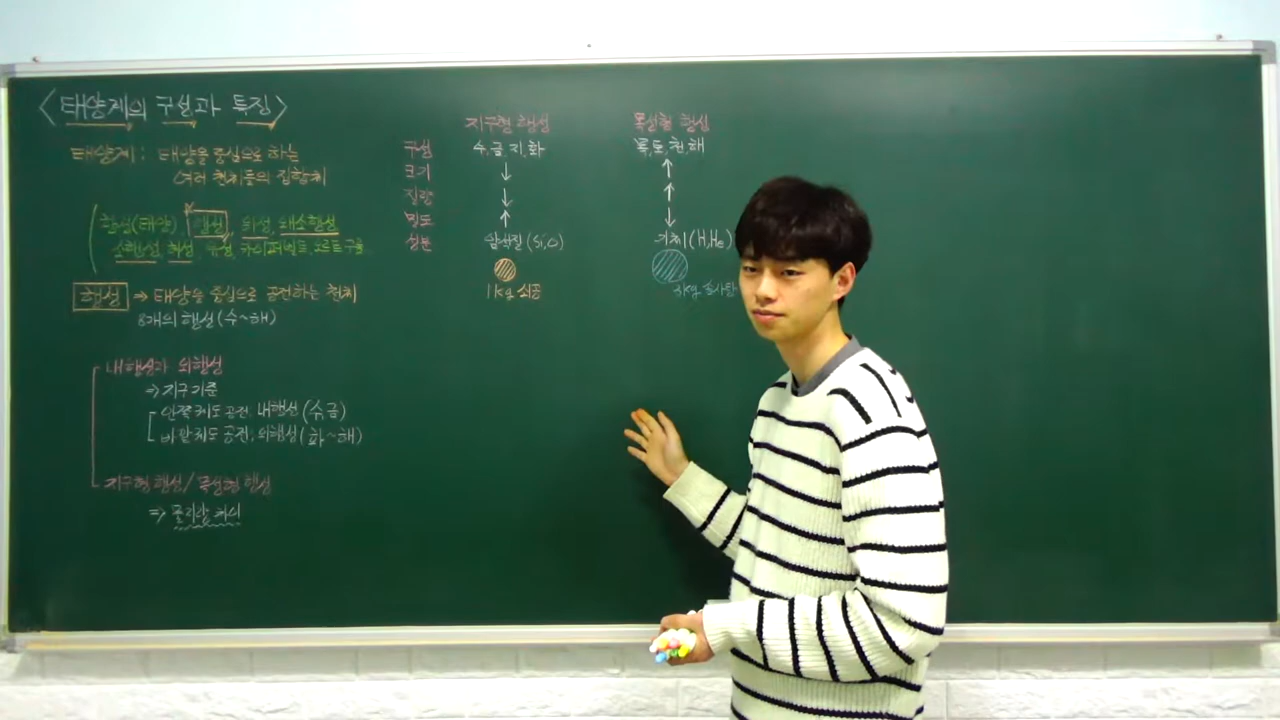 <태양계의 구성과 특징>
태양계: 태양을 중심으로 하는
여러 천체들의 집합체
항성(태양), 행성, 위성, 왜소행성
소행성, 혜성, 유성, 카이퍼벨트, 오르트 구름
행성 ⇒ 태양을 중심으로 공전하는 천체
8개의 행성(수~해)
내행성과 외행성
⇒ 지구 기준
안쪽 궤도 공전, 내행성(수,금)
바깥 궤도 공전, 외행성(화~해)
지구형 행성/목성형 행성
⇒ 물리량 차이
지구형 행성 목성형 행성
구성 수,금,지,화 목,토,천,해
크기 ↓ ↑
질량 ↓ ↑
밀도 ↑ ↓
성분 암석질(Si,O) 기체(H,He)
1kg 쇠공 kg 솜사탕